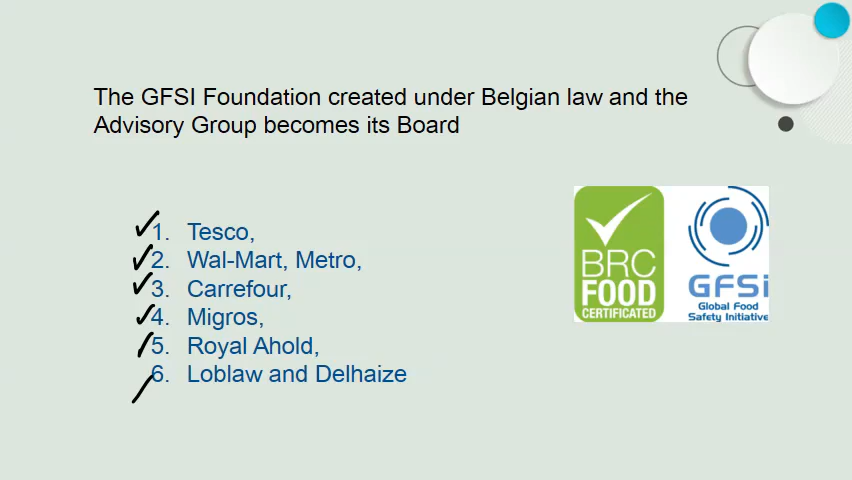 The GFSI Foundation created under Belgian law and the
Advisory Group becomes its Board
1. Tesco,
2. Wal-Mart, Metro,
3. Carrefour,
4. Migros,
5. Royal Ahold,
6. Loblaw and Delhaize
BRC
FOOD
CERTIFICATED
GFSi
Global Food
Safety Initiative